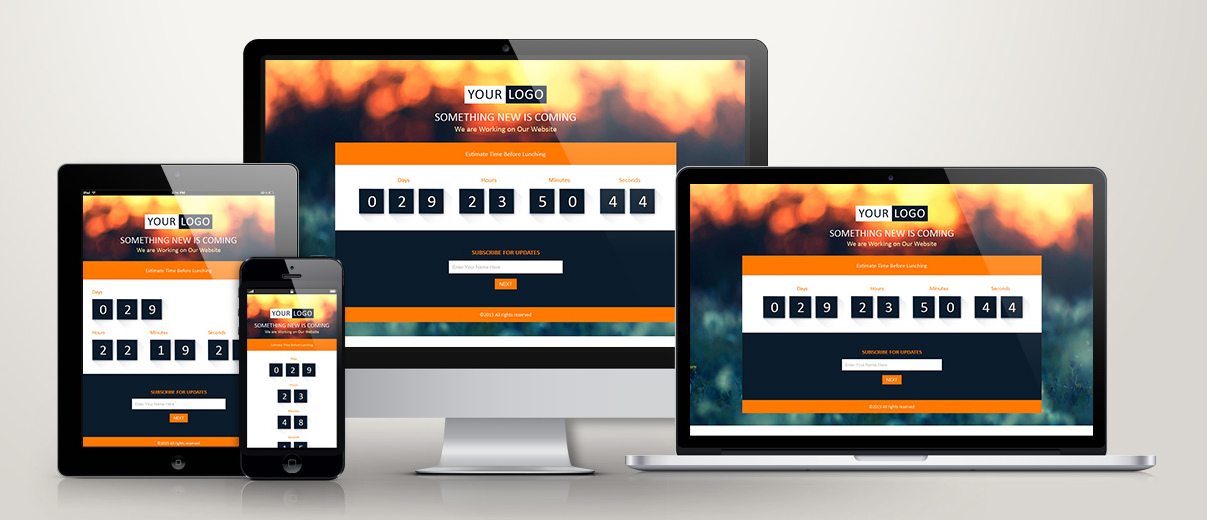 YOUR LOGO
SOMETHING NEW IS COMING
We are Working on Our Website
Estimate Time Before Lunching
Days Hours Minutes Seconds
0 2 9 2 3 5 0 4 4
SUBSCRIBE FOR UPDATES
Enter Your Name Here
NEXT
©2015 All rights reserved
iPad
YOUR LOGO
SOMETHING NEW IS COMING
We are Working on Our Website
Estimate Time Before Lunching
Days
0 2 9
Hours Minutes Seconds
2 2 1 9 2
SUBSCRIBE FOR UPDATES
Enter Your Name Here
NEXT
©2015 All rights reserved
YOUR LOGO
SOMETHING NEW IS COMING
We are Working on Our Website
Estimate Time Before Lunching
Days
0 2 9
Hours
2 3
Minutes
4 8
Seconds
YOUR LOGO
SOMETHING NEW IS COMING
We are Working on Our Website
Estimate Time Before Lunching
Days Hours Minutes Seconds
0 2 9 2 3 5 0 4 4
SUBSCRIBE FOR UPDATES
Enter Your Name Here
NEXT
©2015 All rights reserved